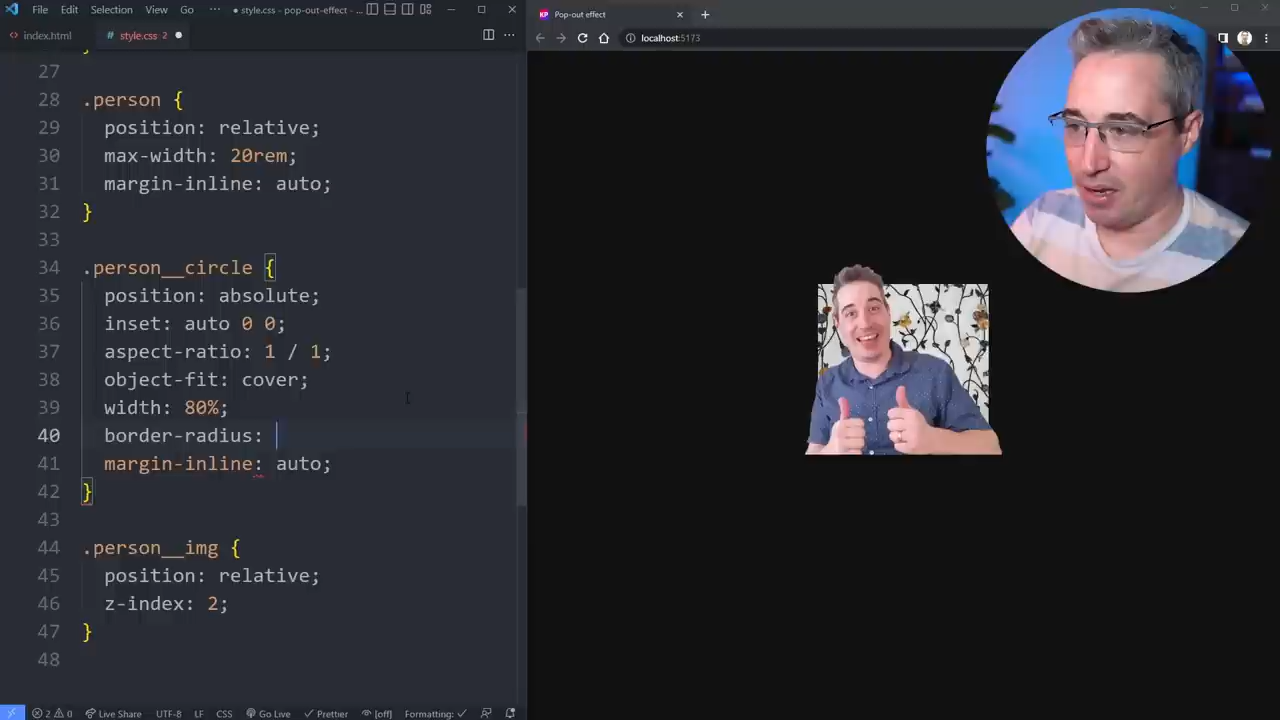 File Edit Selection View Go ··· ● style.css - pop-out-effect - ...
index.html style.css 2 ●
}
27
28 .person {
29 position: relative;
30 max-width: 20rem;
31 margin-inline: auto;
32 }
33
34 .person__circle {
35 position: absolute;
36 inset: auto 0 0;
37 aspect-ratio: 1 / 1;
38 object-fit: cover;
39 width: 80%;
40 border-radius:
41 margin-inline: auto;
42 }
43
44 .person__img {
45 position: relative;
46 z-index: 2;
47 }
48
2 0 Live Share UTF-8 LF CSS Go Live Prettier [off] Formatting:
KP Pop-out effect
localhost:5173